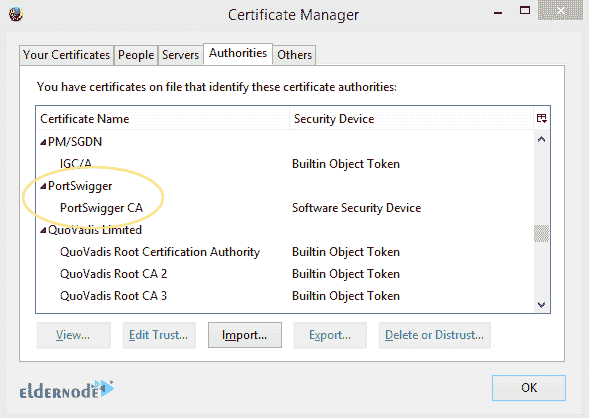 Certificate Manager
Your Certificates People Servers Authorities Others
You have certificates on file that identify these certificate authorities:
Certificate Name Security Device
PM/SGDN
IGC/A Builtin Object Token
PortSwigger
PortSwigger CA Software Security Device
QuoVadis Limited
QuoVadis Root Certification Authority Builtin Object Token
QuoVadis Root CA 2 Builtin Object Token
QuoVadis Root CA 3 Builtin Object Token
View... Edit Trust... Import... Export... Delete or Distrust...
eldernode
OK